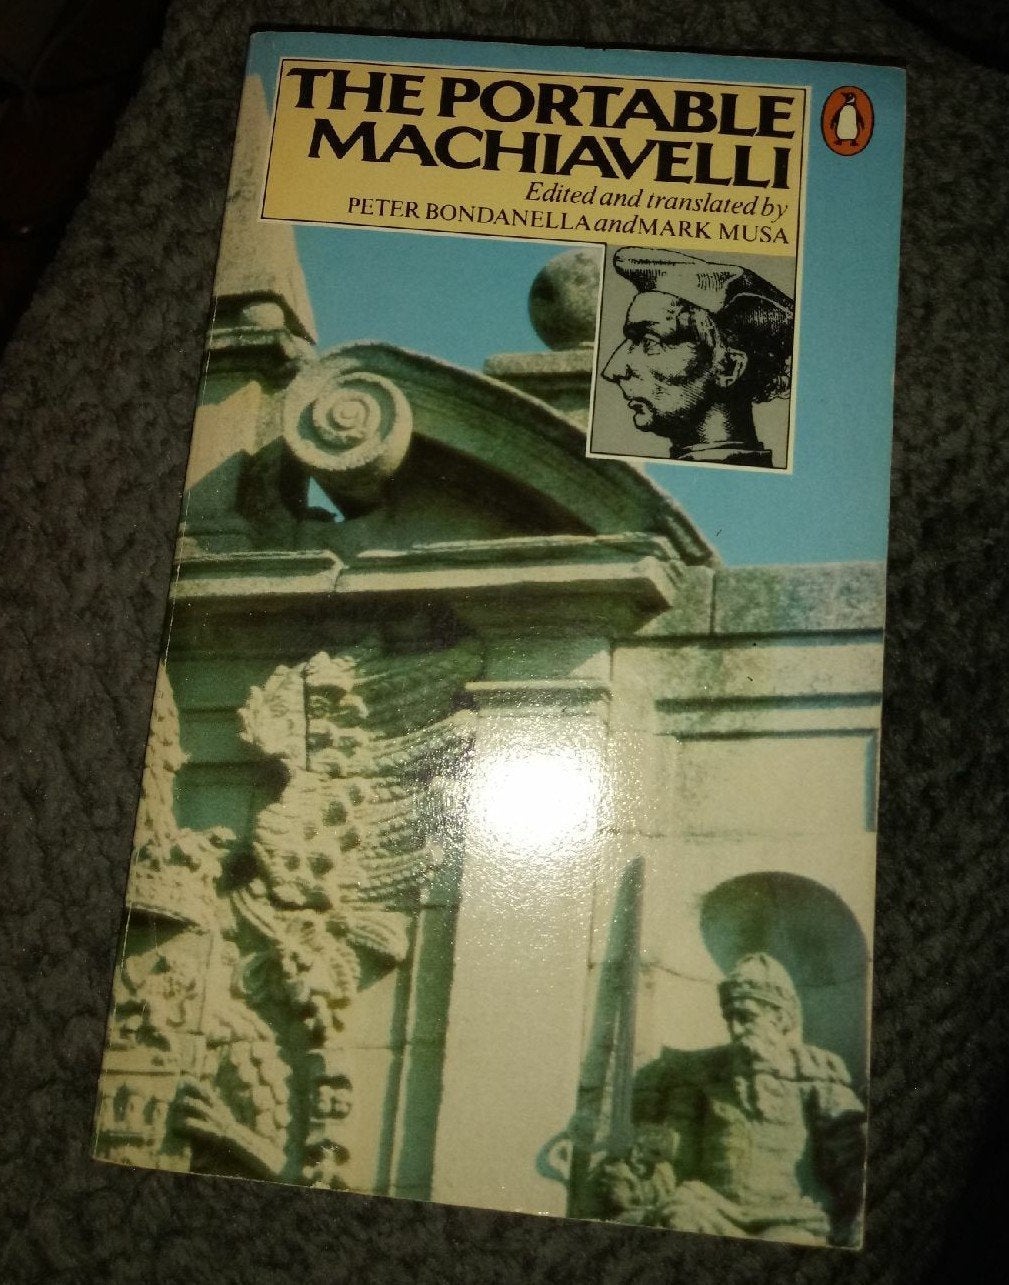 THE PORTABLE
MACHIAVELLI
Edited and translated by
PETER BONDANELLA and MARK MUSA